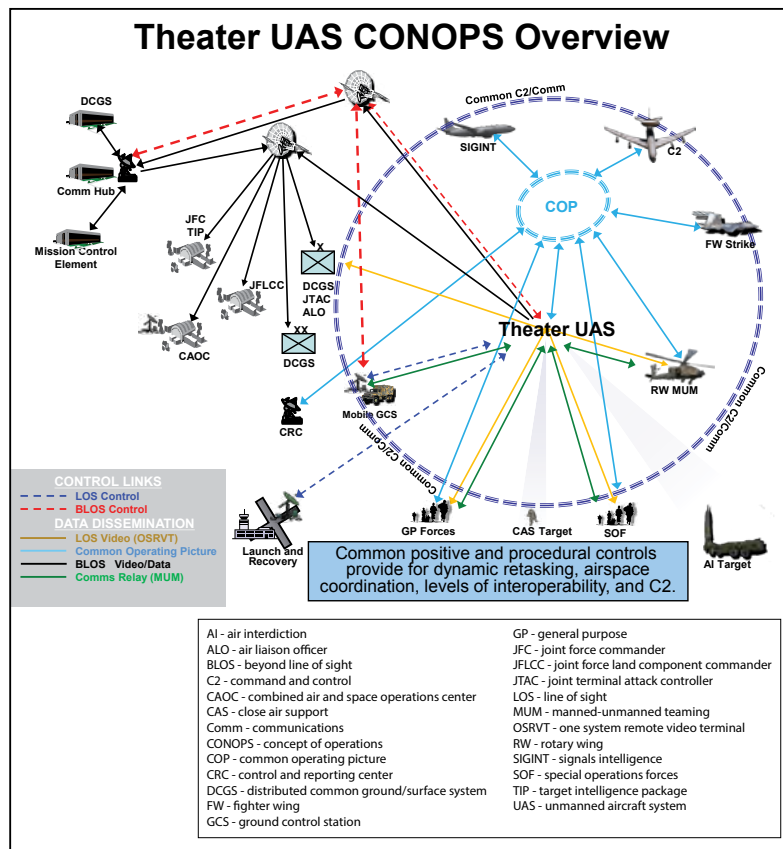 Theater UAS CONOPS Overview
DCGS
Common C2/Comm
SIGINT
C2
Comm Hub
COP
JFC
TIP
FW Strike
Mission Control
Element
JFLCC
DCGS
JTAC
ALO
X
CAOC
XX
DCGS
Theater UAS
RW MUM
Mobile GCS
CRC
Common C2/Comm
Common C2/Comm
CONTROL LINKS
LOS Control
BLOS Control
DATA DISSEMINATION
LOS Video (OSRVT)
Common Operating Picture
BLOS Video/Data
Comms Relay (MUM)
Launch and
Recovery
GP Forces
CAS Target
SOF
AI Target
Common positive and procedural controls
provide for dynamic retasking, airspace
coordination, levels of interoperability, and C2.
AI - air interdiction
ALO - air liaison officer
BLOS - beyond line of sight
C2 - command and control
CAOC - combined air and space operations center
CAS - close air support
Comm - communications
CONOPS - concept of operations
COP - common operating picture
CRC - control and reporting center
DCGS - distributed common ground/surface system
FW - fighter wing
GCS - ground control station
GP - general purpose
JFC - joint force commander
JFLCC - joint force land component commander
JTAC - joint terminal attack controller
LOS - line of sight
MUM - manned-unmanned teaming
OSRVT - one system remote video terminal
RW - rotary wing
SIGINT - signals intelligence
SOF - special operations forces
TIP - target intelligence package
UAS - unmanned aircraft system